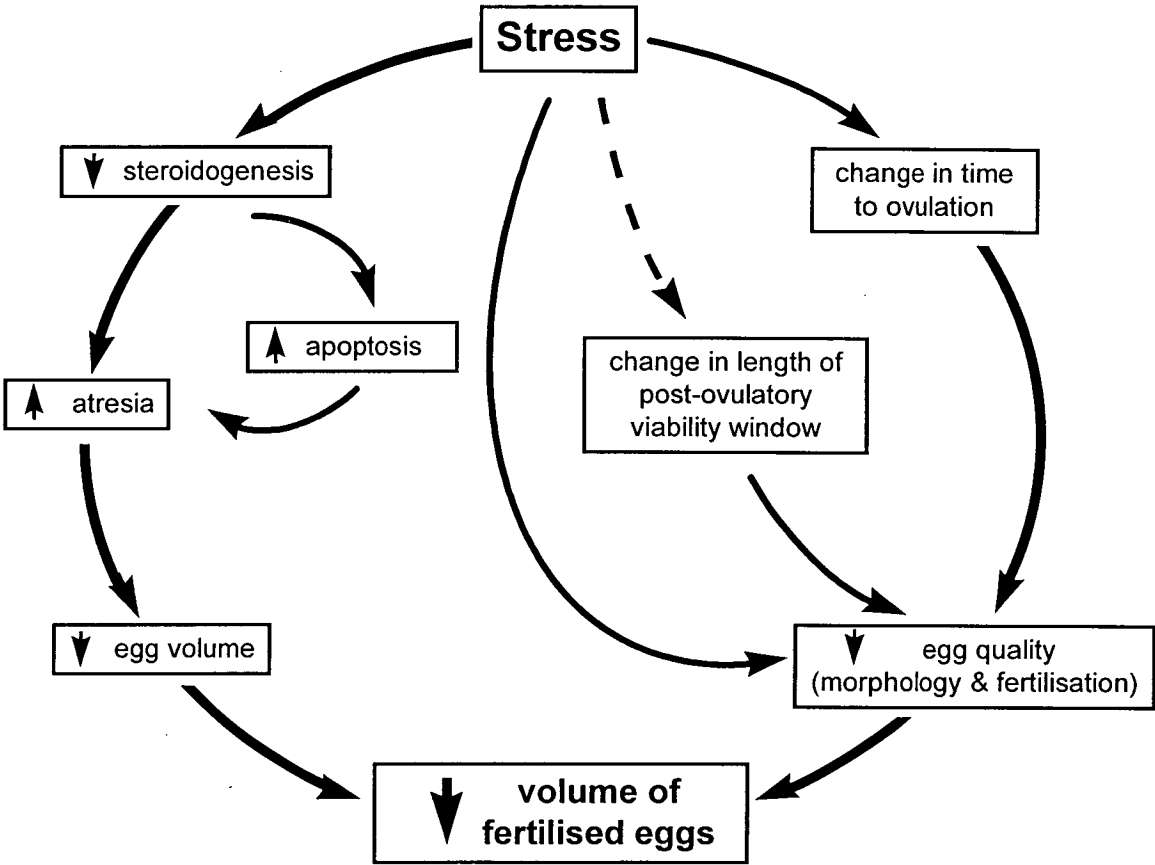 Stress
steroidogenesis
change in time
to ovulation
apoptosis
change in length of
post-ovulatory
viability window
atresia
egg volume
egg quality
(morphology & fertilisation)
volume of
fertilised eggs